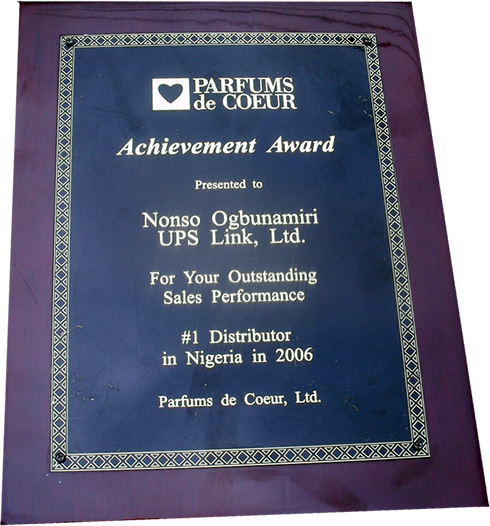 PARFUMS
de COEUR
Achievement Award
Presented to
Nonso Ogbunamiri
UPS Link, Ltd.
For Your Outstanding
Sales Performance
#1 Distributor
in Nigeria in 2006
Parfums de Coeur, Ltd.